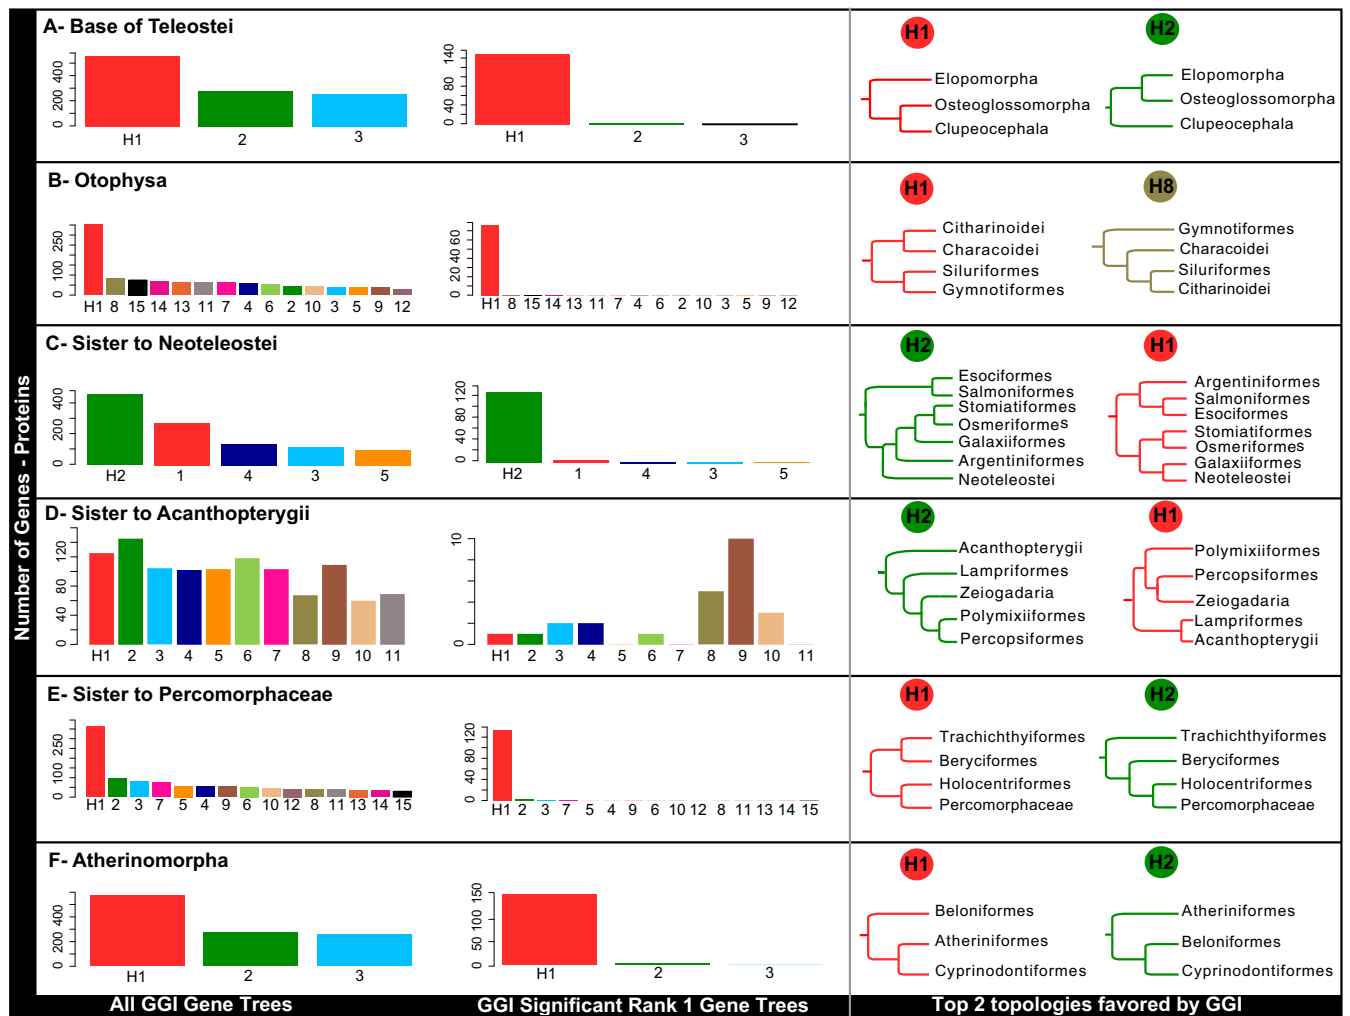 Number of Genes - Proteins
A- Base of Teleostei
0 200 400
H1 2 3
0 40 80 140
H1 2 3
H1
Elopomorpha
Osteoglossomorpha
Clupeocephala
H2
Elopomorpha
Osteoglossomorpha
Clupeocephala
B- Otophysa
0 100 250
H1 8 15 14 13 11 7 4 6 2 10 3 5 9 12
0 20 40 60
H1 8 15 14 13 11 7 4 6 2 10 3 5 9 12
H1
Citharinoidei
Characoidei
Siluriformes
Gymnotiformes
H8
Gymnotiformes
Characoidei
Siluriformes
Citharinoidei
C- Sister to Neoteleostei
0 200 400
H2 1 4 3 5
0 40 80 120
H2 1 4 3 5
H2
Esociformes
Salmoniformes
Stomiatiformes
Osmeriformes
Galaxiiformes
Argentiniformes
Neoteleostei
H1
Argentiniformes
Salmoniformes
Esociformes
Stomiatiformes
Osmeriformes
Galaxiiformes
Neoteleostei
D- Sister to Acanthopterygii
0 40 80 120
H1 2 3 4 5 6 7 8 9 10 11
0 10
H1 2 3 4 5 6 7 8 9 10 11
H2
Acanthopterygii
Lampriformes
Zeiogadaria
Polymixiiformes
Percopsiformes
H1
Polymixiiformes
Percopsiformes
Zeiogadaria
Lampriformes
Acanthopterygii
E- Sister to Percomorphaceae
0 100 250
H1 2 3 7 5 4 9 6 10 12 8 11 13 14 15
0 40 80 120
H1 2 3 7 5 4 9 6 10 12 8 11 13 14 15
H1
Trachichthyiformes
Beryciformes
Holocentriformes
Percomorphaceae
H2
Trachichthyiformes
Beryciformes
Holocentriformes
Percomorphaceae
F- Atherinomorpha
0 200 400
H1 2 3
0 50 100 150
H1 2 3
H1
Beloniformes
Atheriniformes
Cyprinodontiformes
H2
Atheriniformes
Beloniformes
Cyprinodontiformes
All GGI Gene Trees
GGI Significant Rank 1 Gene Trees
Top 2 topologies favored by GGI